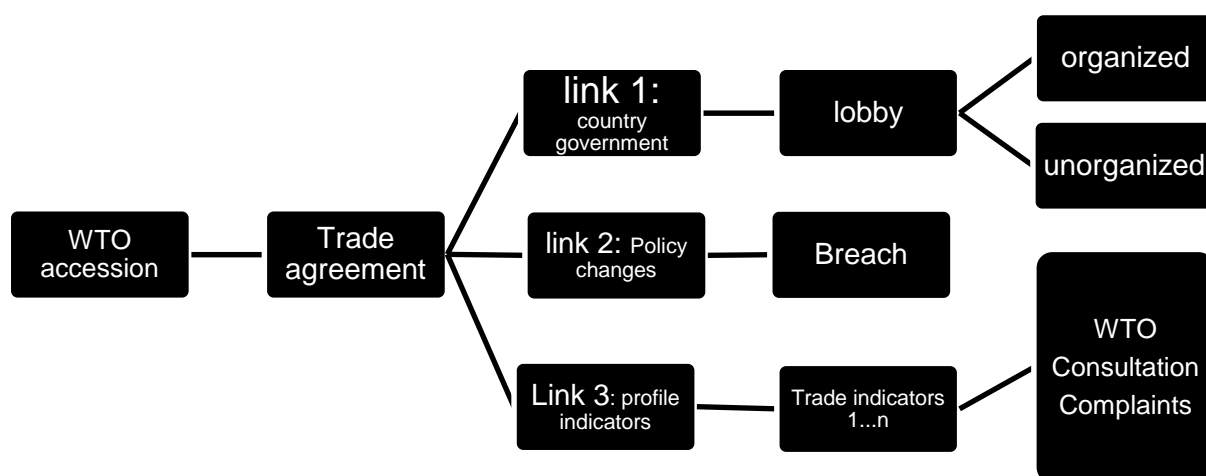 WTO
accession
Trade
agreement
link 1:
country
government
lobby
organized
unorganized
link 2: Policy
changes
Breach
Link 3: profile
indicators
Trade indicators
1...n
WTO
Consultation
Complaints